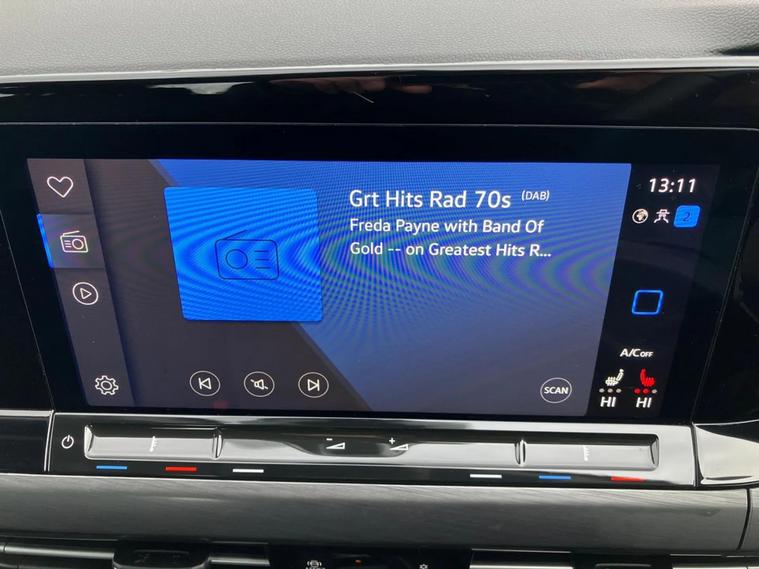 Grt Hits Rad 70s (DAB)
Freda Payne with Band Of
Gold -- on Greatest Hits R...
13:11
2
A/C OFF
SCAN
HI HI
- +